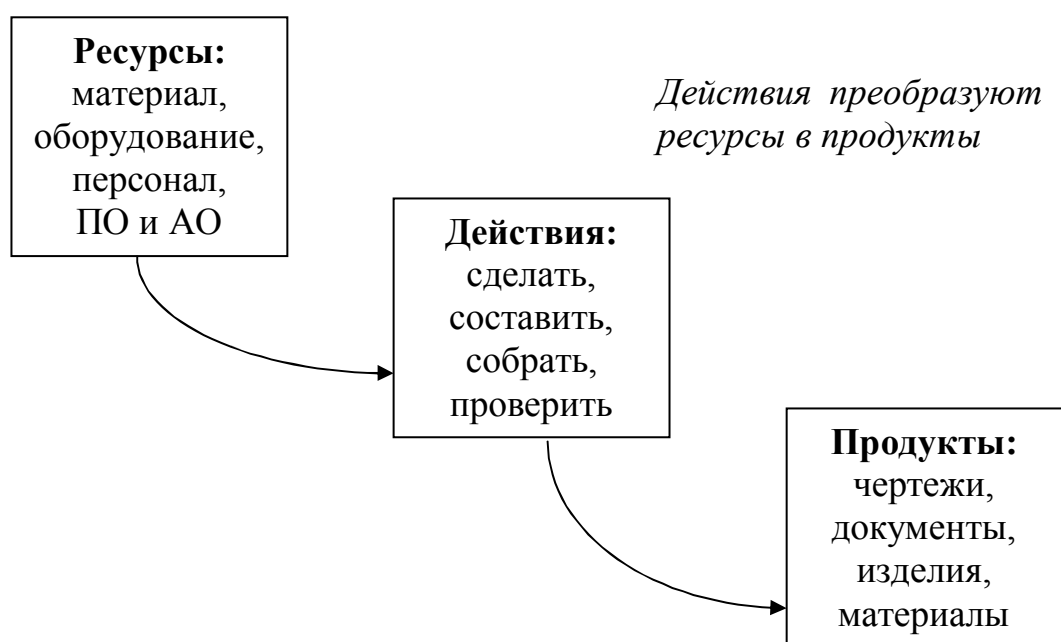 Ресурсы:
материал,
оборудование,
персонал,
ПО и АО
Действия преобразуют
ресурсы в продукты
Действия:
сделать,
составить,
собрать,
проверить
Продукты:
чертежи,
документы,
изделия,
материалы